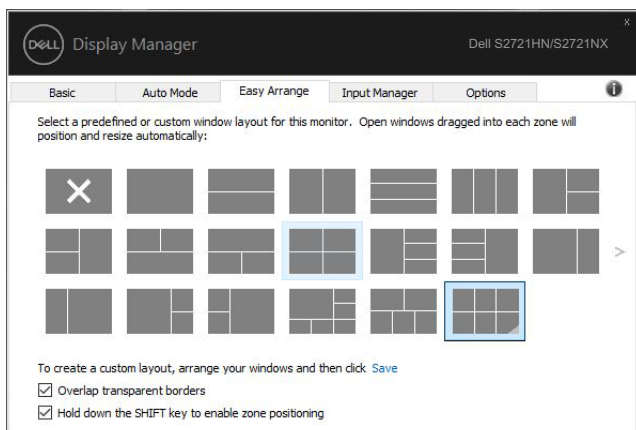 x
DELL Display Manager
Dell S2721HN/S2721NX
Basic Auto Mode Easy Arrange Input Manager Options
Select a predefined or custom window layout for this monitor. Open windows dragged into each zone will
position and resize automatically:
To create a custom layout, arrange your windows and then click Save
Overlap transparent borders
Hold down the SHIFT key to enable zone positioning